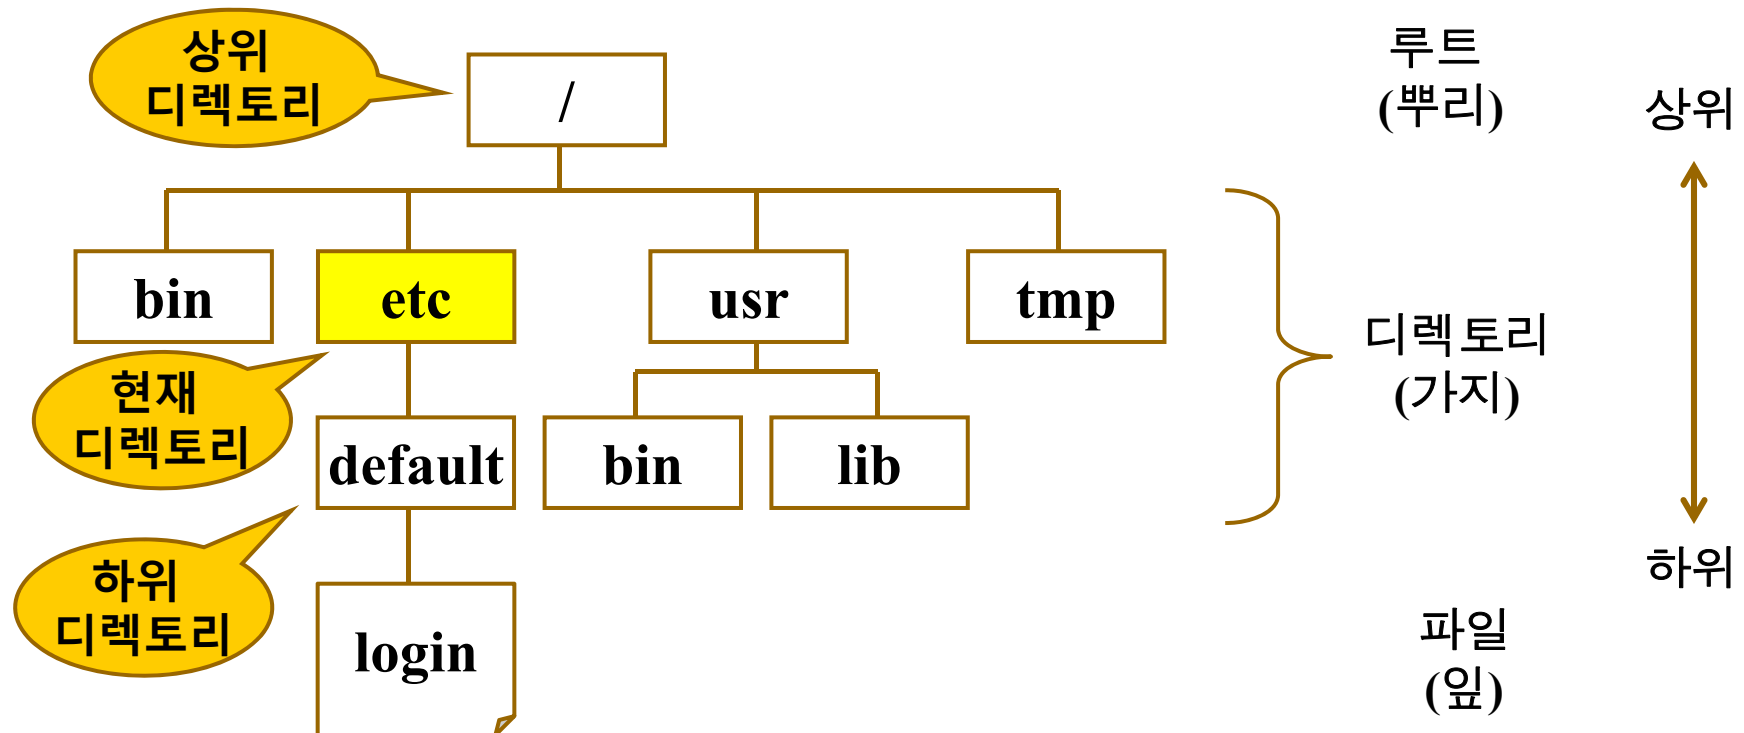 상위
디렉토리
/
루트
(뿌리)
상위
bin
etc
usr
tmp
현재
디렉토리
default
bin
lib
디렉토리
(가지)
하위
디렉토리
login
하위
파일
(잎)